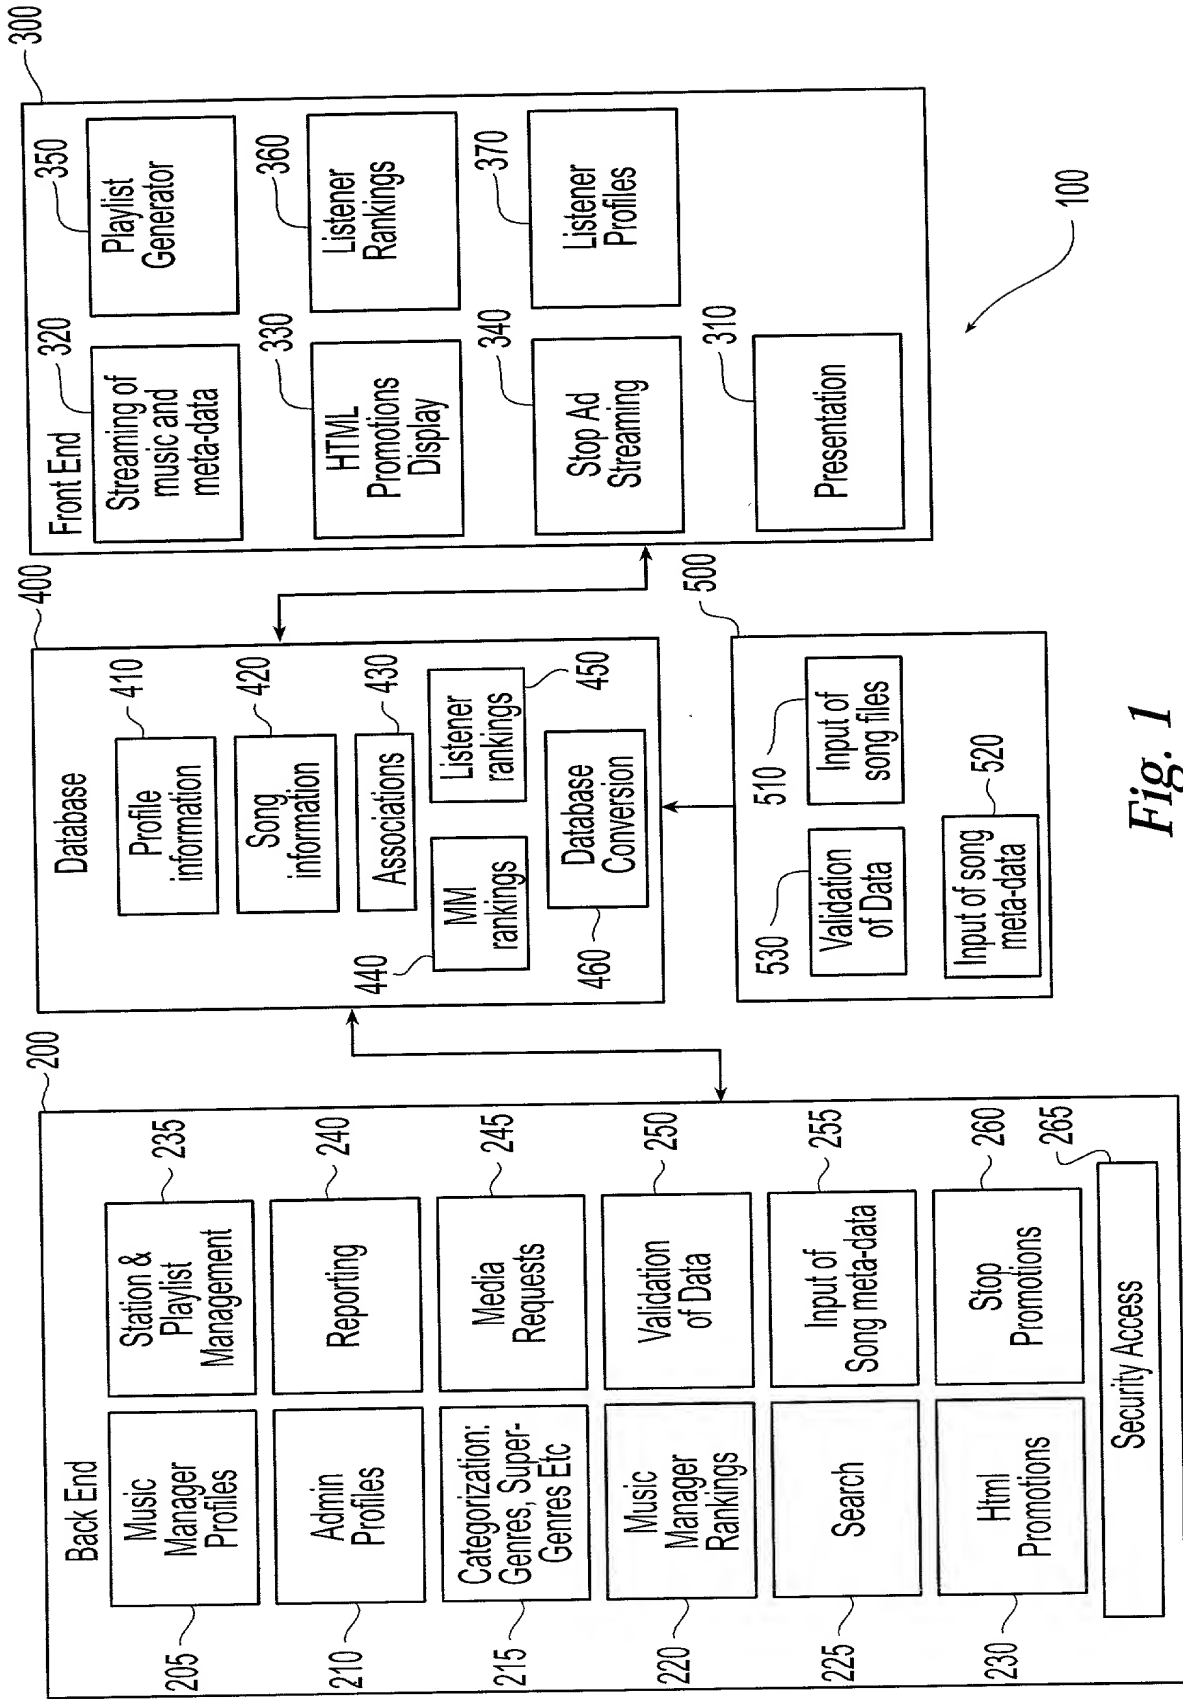 Back End
200
Music
Manager
Profiles
205
Station &
Playlist
Management
235
Admin
Profiles
210
Reporting
240
Categorization:
Genres, Super-
Genres Etc
215
Media
Requests
245
Music
Manager
Rankings
220
Validation
of Data
250
Search
225
Input of
Song meta-data
255
Html
Promotions
230
Stop
Promotions
260
Security Access
265
Database
400
Profile
information
410
Song
information
420
Associations
430
MM
rankings
440
Listener
rankings
450
Database
Conversion
460
500
Validation
of Data
530
Input of
song files
510
Input of song
meta-data
520
Front End
300
Streaming of
music and
meta-data
320
Playlist
Generator
350
HTML
Promotions
Display
330
Listener
Rankings
360
Stop Ad
Streaming
340
Listener
Profiles
370
Presentation
310
100
Fig. 1